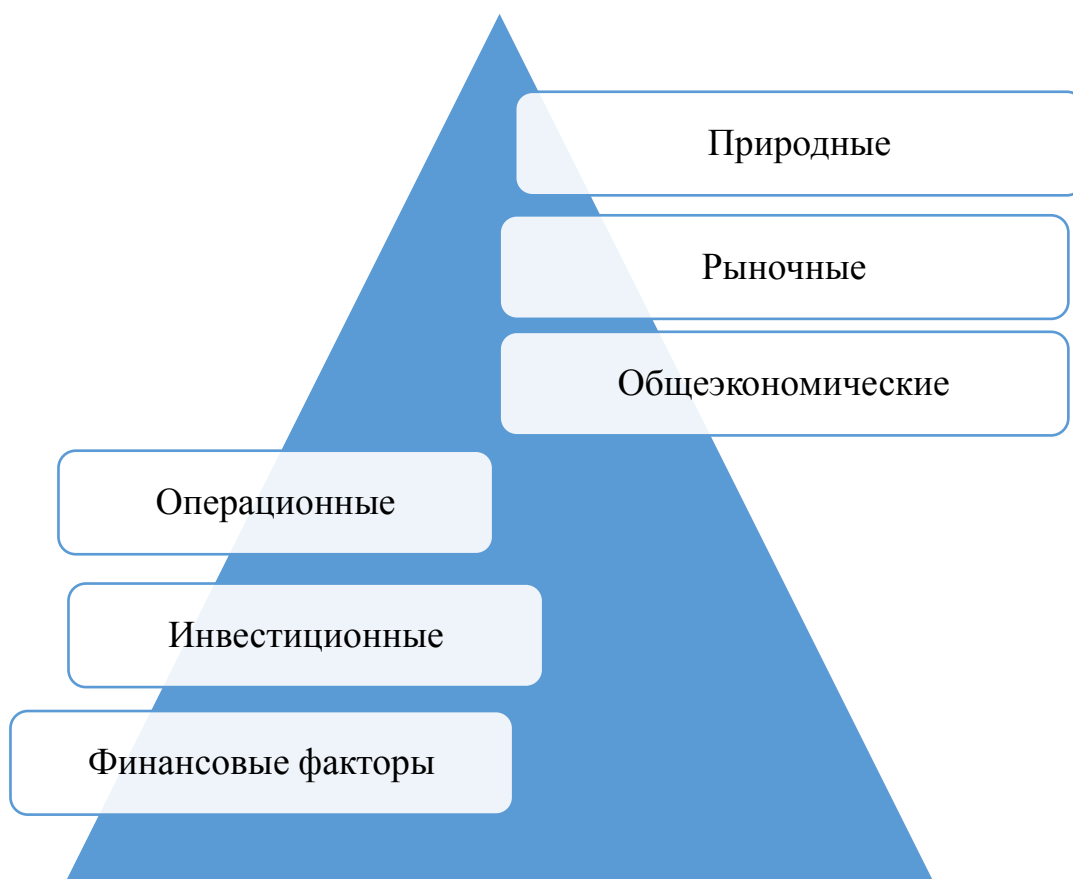 Природные
Рыночные
Общеэкономические
Операционные
Инвестиционные
Финансовые факторы